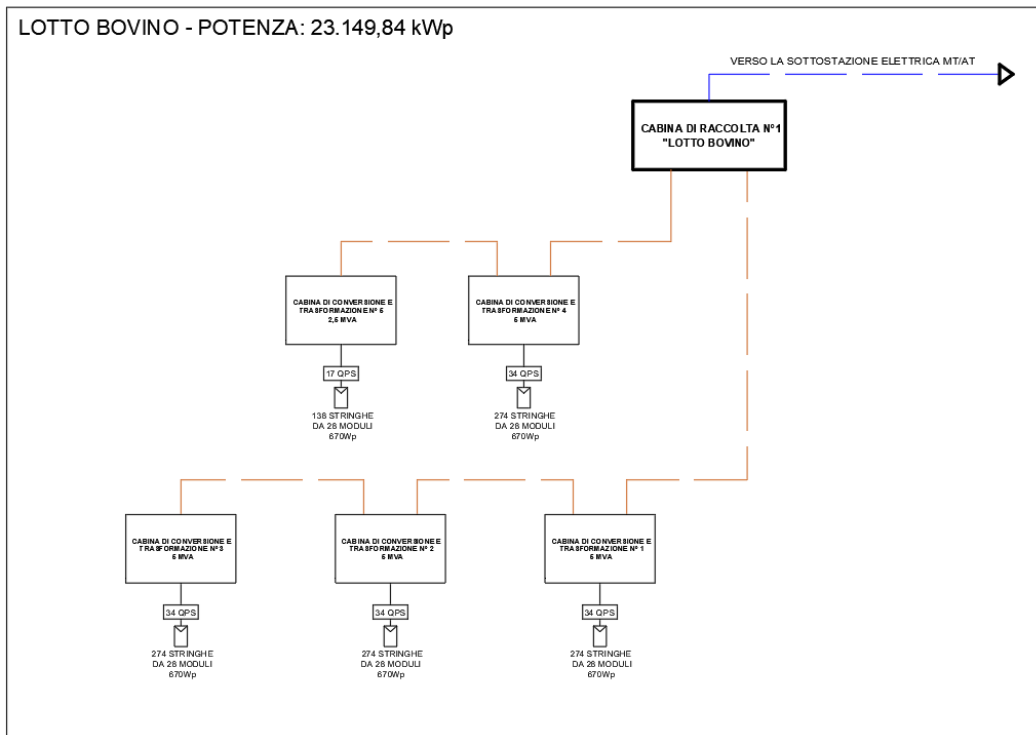 LOTTO BOVINO - POTENZA: 23.149,84 kWp
VERSO LA SOTTOSTAZIONE ELETTRICA MT/AT
CABINA DI RACCOLTA N°1
"LOTTO BOVINO"
CABINA DI CONVERSIONE E
TRASFORMAZIONE N° 5
2,5 MVA
CABINA DI CONVERSIONE E
TRASFORMAZIONE N° 4
5 MVA
17 QPS
34 QPS
138 STRINGHE
DA 28 MODULI
670Wp
274 STRINGHE
DA 28 MODULI
670Wp
CABINA DI CONVERSIONE E
TRASFORMAZIONE N° 3
5 MVA
CABINA DI CONVERSIONE E
TRASFORMAZIONE N° 2
5 MVA
CABINA DI CONVERSIONE E
TRASFORMAZIONE N° 1
5 MVA
34 QPS
34 QPS
34 QPS
274 STRINGHE
DA 28 MODULI
670Wp
274 STRINGHE
DA 28 MODULI
670Wp
274 STRINGHE
DA 28 MODULI
670Wp